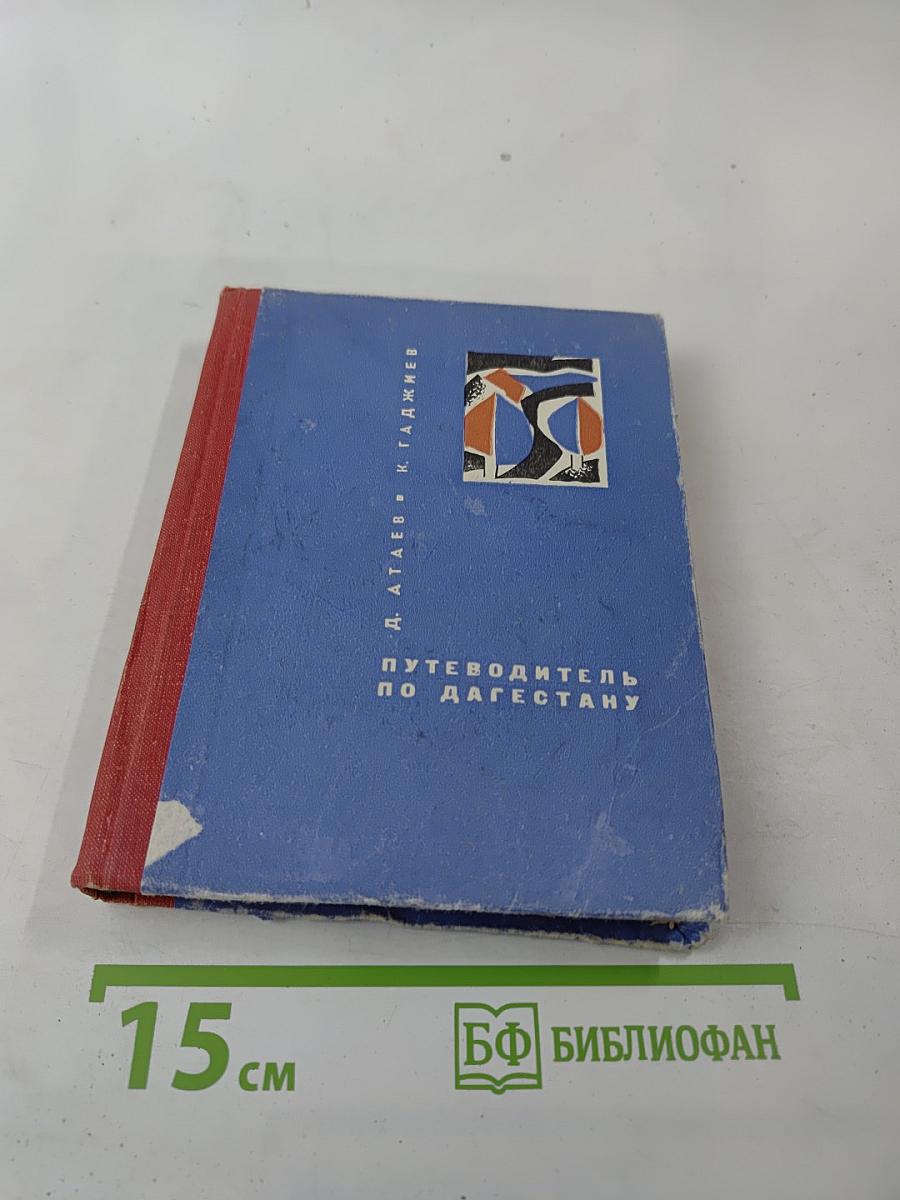 Д. АТАЕВ ▪ К. ГАДЖИЕВ
ПУТЕВОДИТЕЛЬ
ПО ДАГЕСТАНУ
15 см
БФ БИБЛИОФАН